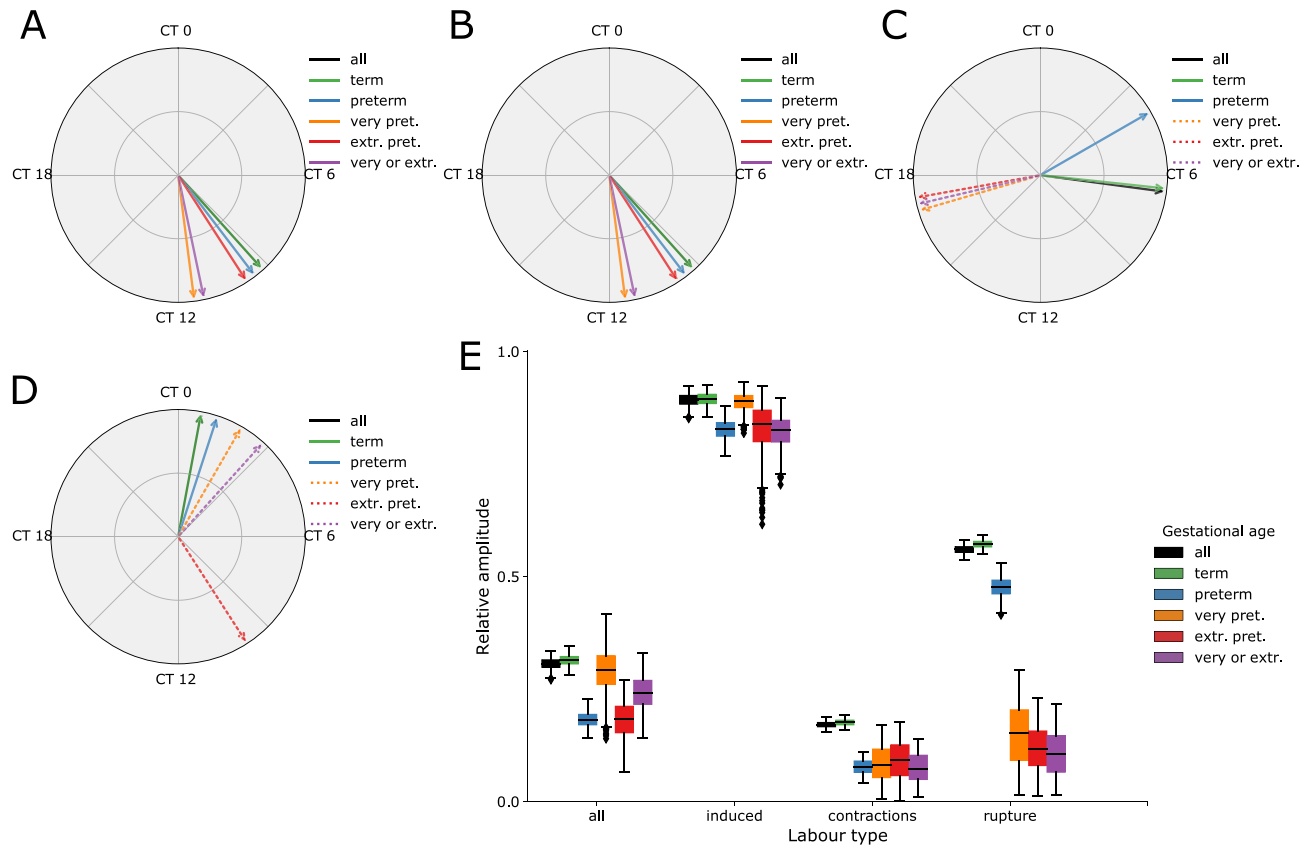 A
CT 0
CT 18
CT 6
CT 12
all
term
preterm
very pret.
extr. pret.
very or extr.
B
CT 0
CT 18
CT 6
CT 12
all
term
preterm
very pret.
extr. pret.
very or extr.
C
CT 0
CT 18
CT 6
CT 12
all
term
preterm
very pret.
extr. pret.
very or extr.
D
CT 0
CT 18
CT 6
CT 12
all
term
preterm
very pret.
extr. pret.
very or extr.
E
1.0
0.5
0.0
Relative amplitude
all
induced
contractions
rupture
Labour type
Gestational age
all
term
preterm
very pret.
extr. pret.
very or extr.